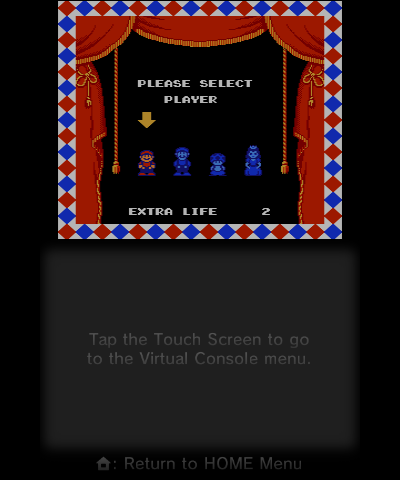 PLEASE SELECT
PLAYER
EXTRA LIFE 2
Tap the Touch Screen to go
to the Virtual Console menu.
: Return to HOME Menu